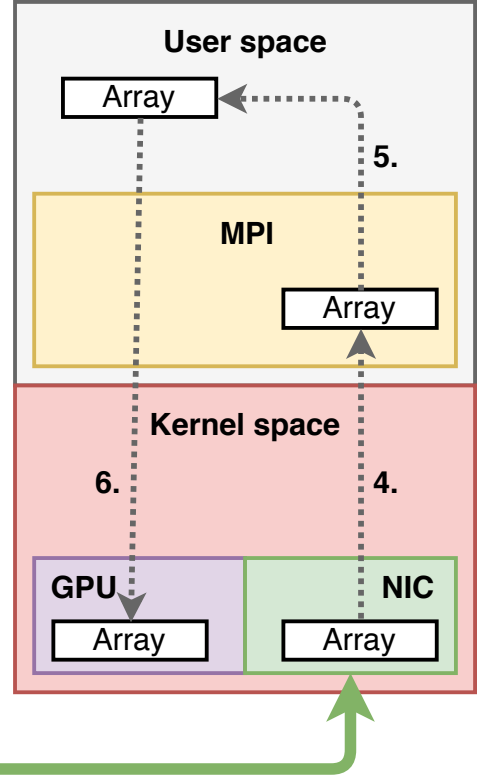 User space
Array
5.
MPI
Array
Kernel space
6.
4.
GPU
NIC
Array
Array